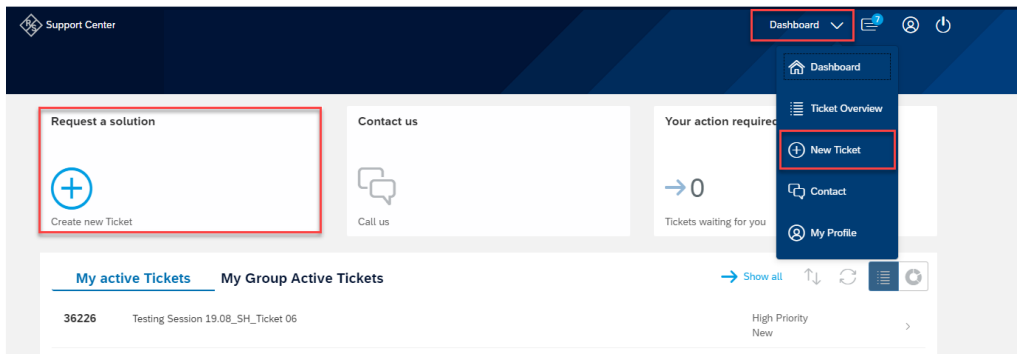 R&S Support Center
Dashboard
7
Dashboard
Ticket Overview
New Ticket
Contact
My Profile
Request a solution
Create new Ticket
Contact us
Call us
Your action required
0
Tickets waiting for you
My active Tickets
My Group Active Tickets
Show all
36226
Testing Session 19.08_SH_Ticket 06
High Priority
New